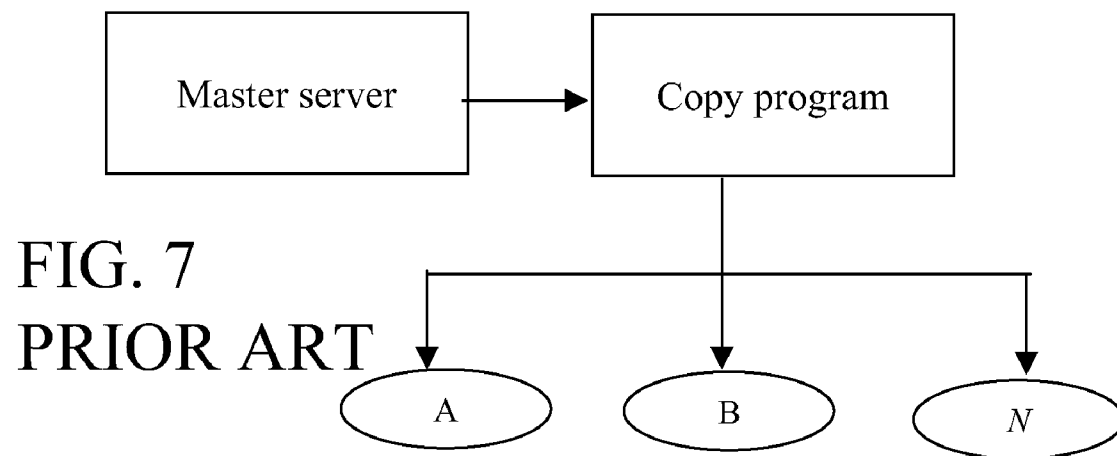 Master server
Copy program
FIG. 7
PRIOR ART
A
B
N